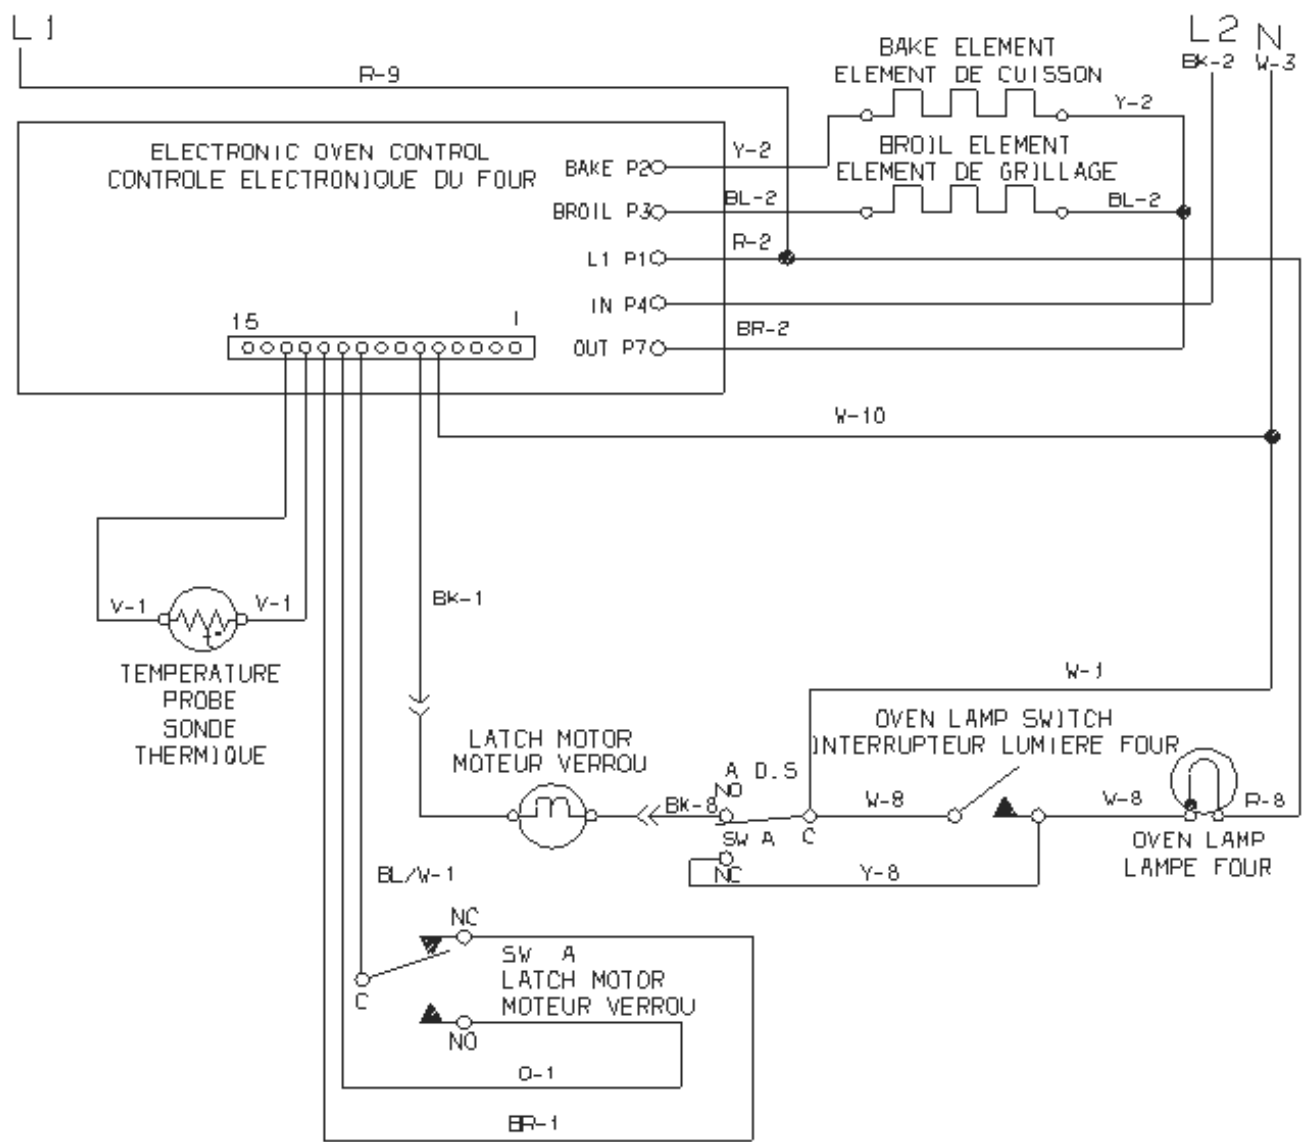 L1
L2
N
R-9
BK-2
W-3
BAKE ELEMENT
ELEMENT DE CUISSON
Y-2
Y-2
BROIL ELEMENT
ELEMENT DE GRILLAGE
BL-2
BL-2
ELECTRONIC OVEN CONTROL
CONTROLE ELECTRONIQUE DU FOUR
BAKE P2
BROIL P3
L1 P1
R-2
IN P4
OUT P7
BR-2
15
1
W-10
V-1
V-1
TEMPERATURE
PROBE
SONDE
THERMIQUE
BK-1
W-1
LATCH MOTOR
MOTEUR VERROU
OVEN LAMP SWITCH
INTERRUPTEUR LUMIERE FOUR
A D.S
NO
BK-8
SW A
C
NC
W-8
W-8
R-8
Y-8
OVEN LAMP
LAMPE FOUR
BL/W-1
NC
SW A
LATCH MOTOR
MOTEUR VERROU
C
NO
O-1
BR-1